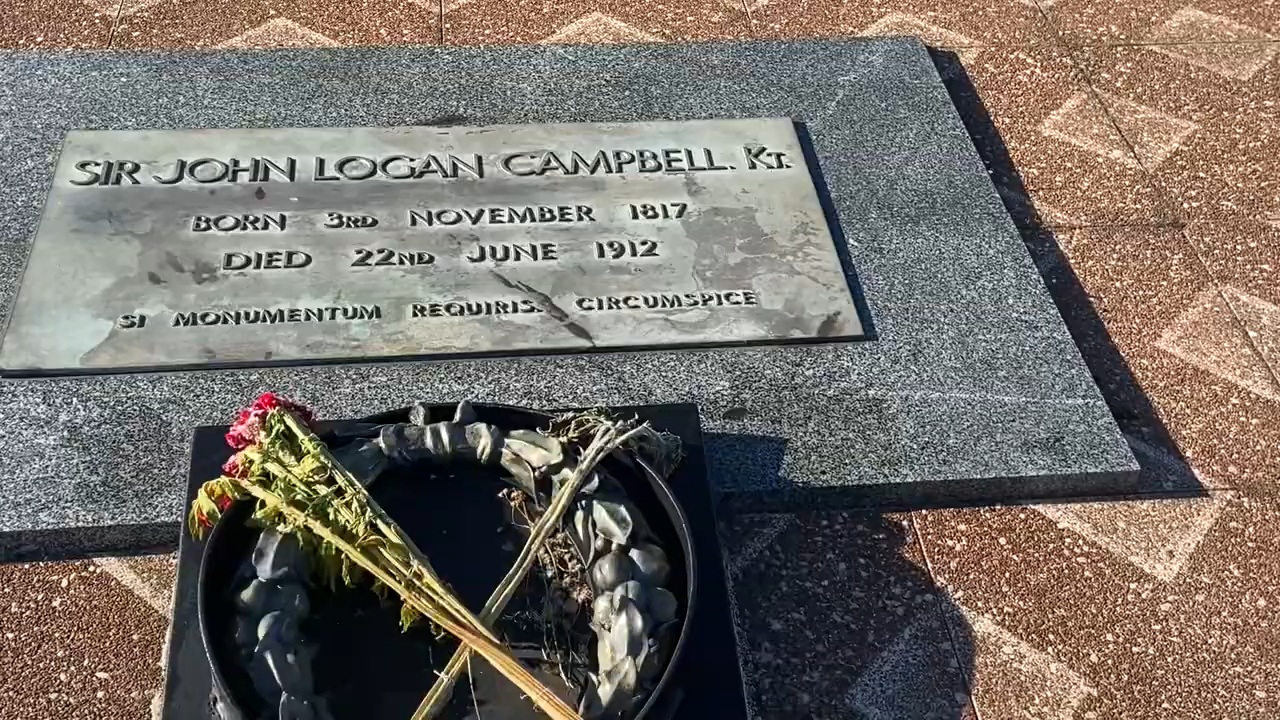 SIR JOHN LOGAN CAMPBELL. KT.
BORN 3RD NOVEMBER 1817
DIED 22ND JUNE 1912
SI MONUMENTUM REQUIRIS. CIRCUMSPICE